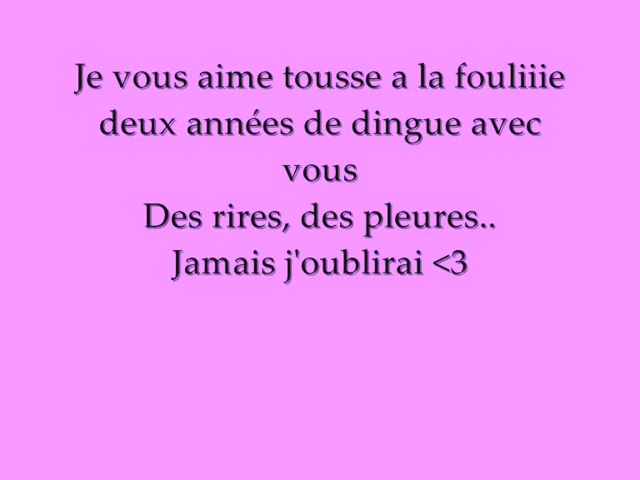 Je vous aime tousse a la fouliiie
deux années de dingue avec
vous
Des rires, des pleures..
Jamais j'oublirai <3